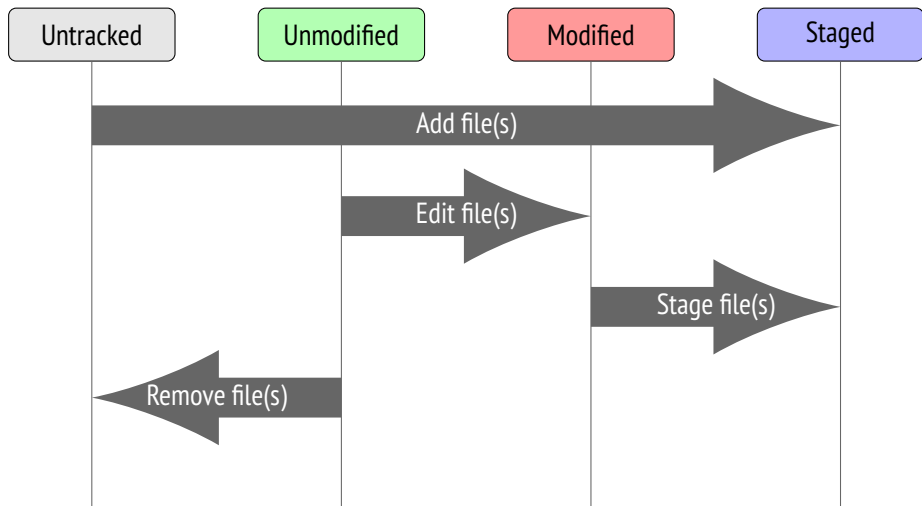 Untracked
Unmodified
Modified
Staged
Add file(s)
Edit file(s)
Stage file(s)
Remove file(s)